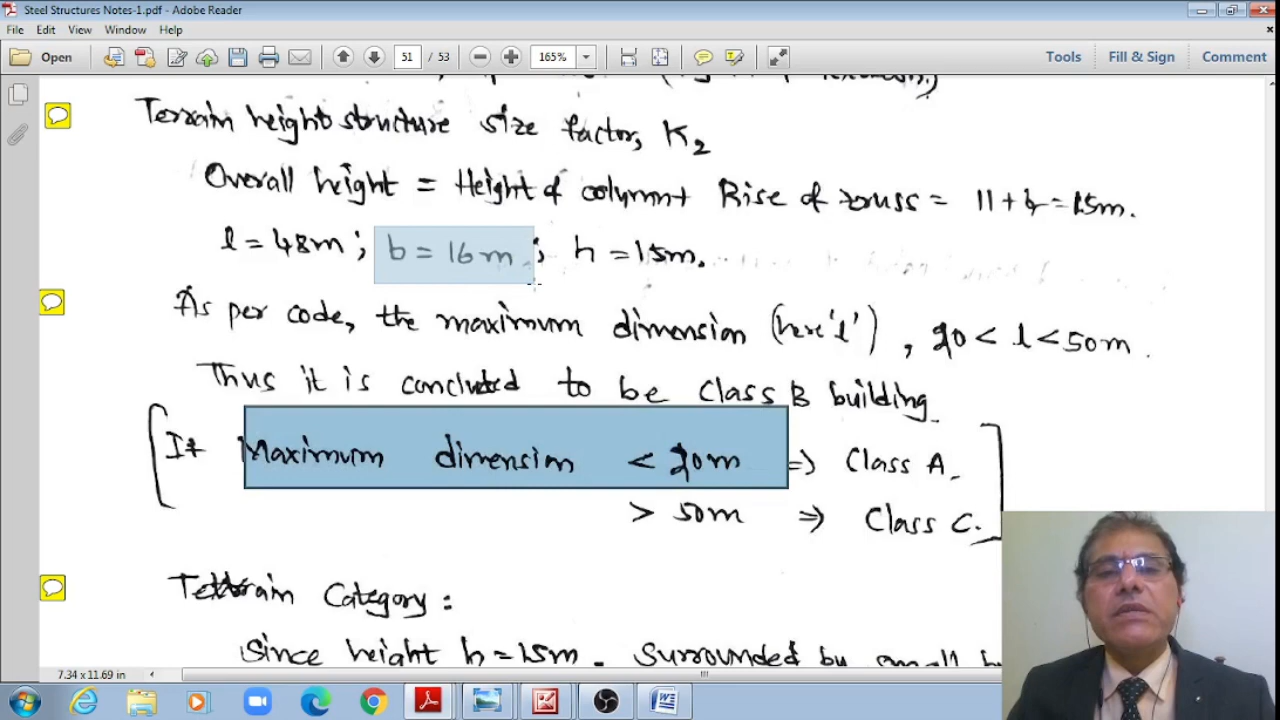 Steel Structures Notes-1.pdf - Adobe Reader
File Edit View Window Help
Open 51 / 53 165% Tools Fill & Sign Comment
Terrain height structure size factor, K2
Overall height = Height of column + Rise of truss = 11 + 4 = 15m.
l = 48m ; b = 16m ; h = 15m.
As per code, the maximum dimension (here 'l') , 20 < l < 50m .
Thus it is concluded to be Class B building
[If Maximum dimension < 20m ⇒ Class A.
> 50m ⇒ Class C.]
Terrain Category :
Since height h = 15m. Surrounded by small
7.34 x 11.69 in